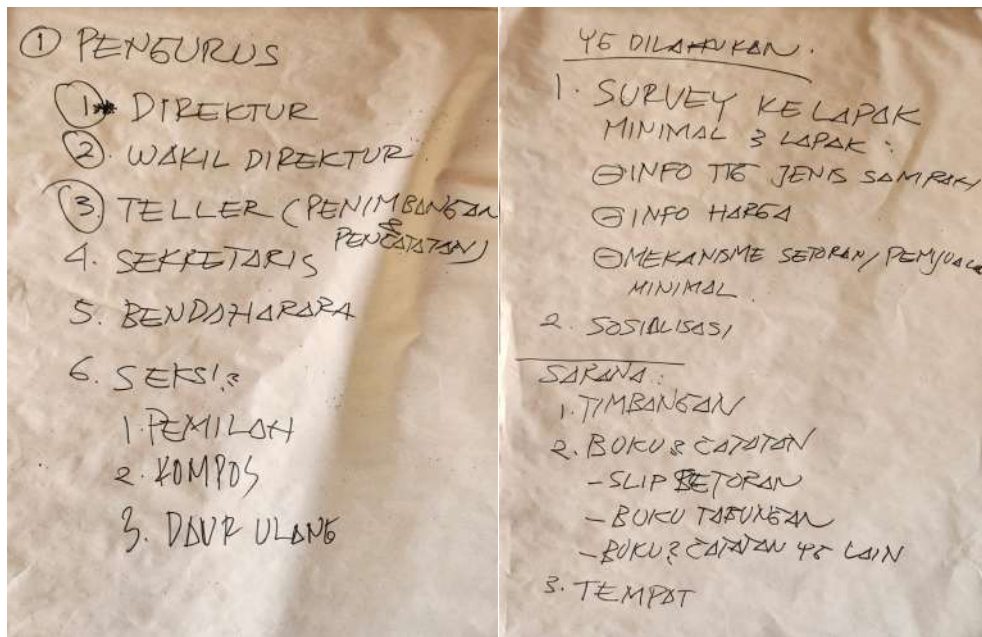 ① PENGURUS
① DIREKTUR
② WAKIL DIREKTUR
③ TELLER (PENIMBANGAN
& PENCATATAN)
4. SEKRETARIS
5. BENDAHARARA
6. SEKSI2
1. PEMILAH
2. KOMPOS
3. DAUR ULANG
YG DILAKUKAN.
1. SURVEY KE LAPAK
MINIMAL 3 LAPAK:
⊖ INFO TTG JENIS SAMPAH
⊖ INFO HARGA
⊖ MEKANISME SETORAN/PENJUALA
MINIMAL.
2. SOSIALISASI
SARANA:
1. TIMBANGAN
2. BUKU2 CATATAN
- SLIP SETORAN
- BUKU TABUNGAN
- BUKU2 CATATAN YG LAIN
3. TEMPAT